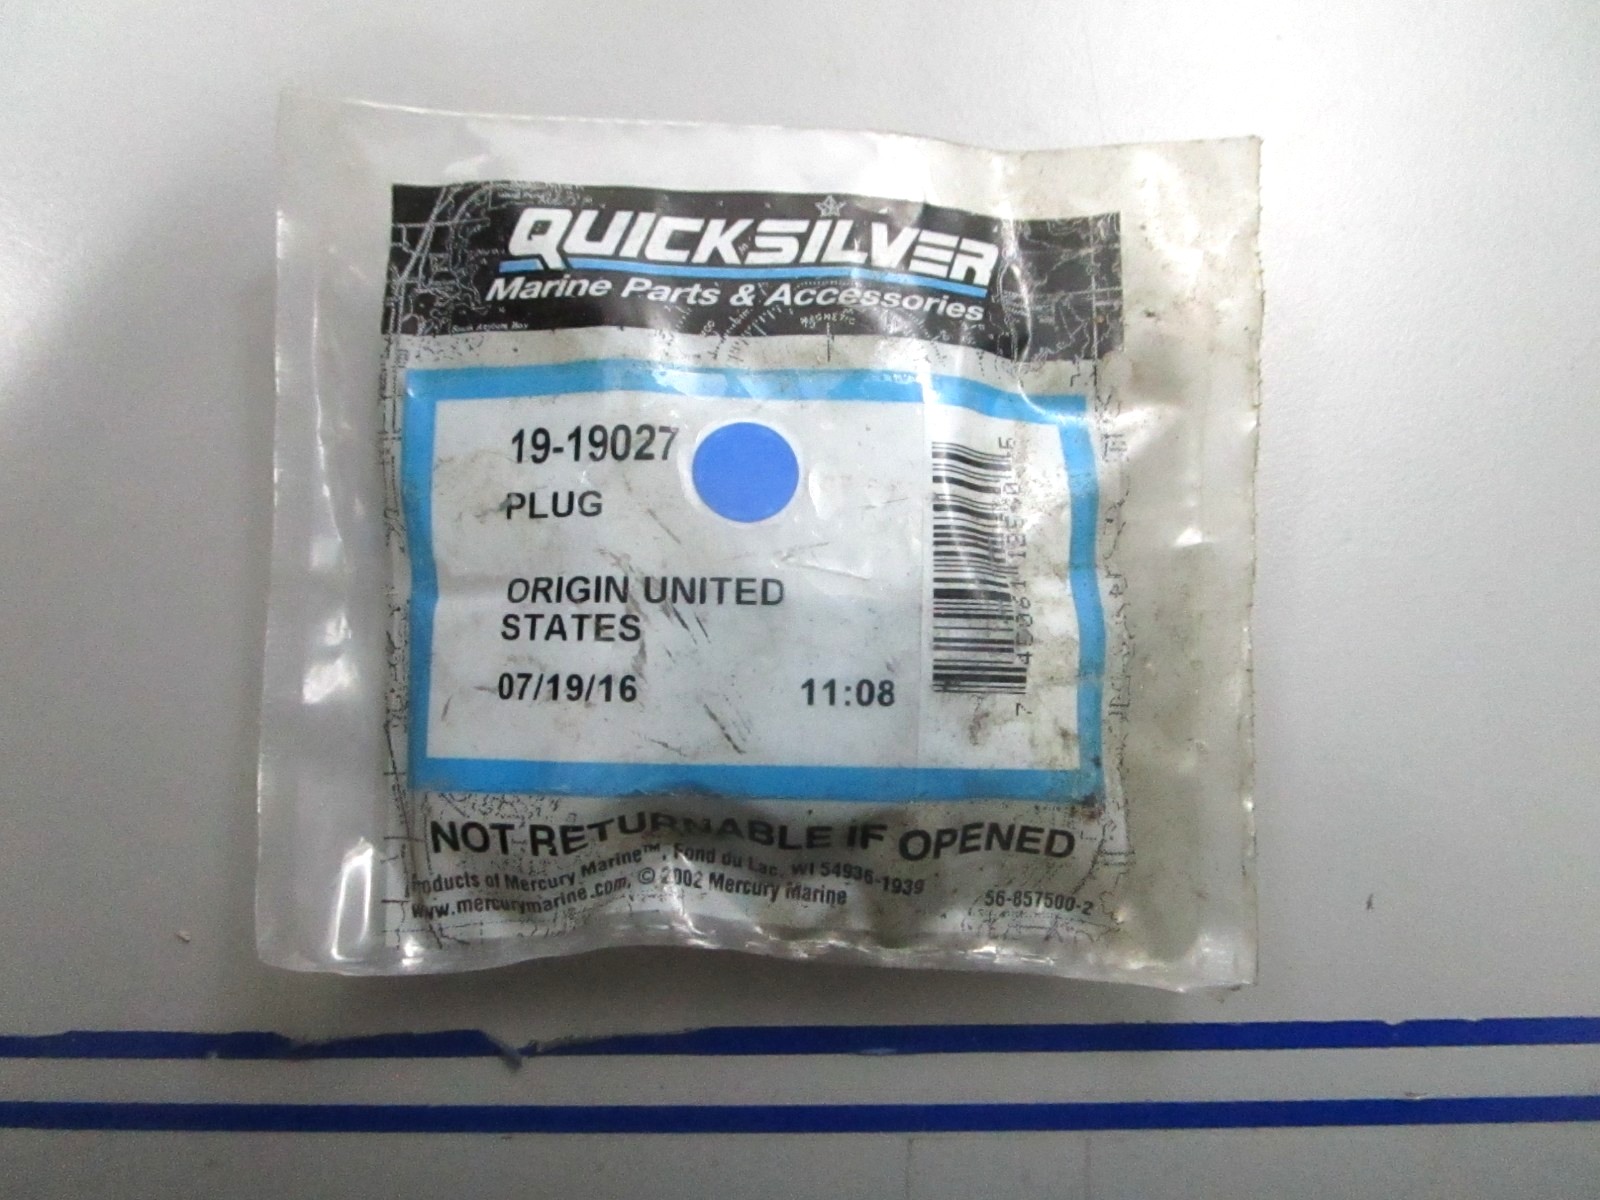 QUICKSILVER
Marine Parts & Accessories
MAGNETIC
19-19027
PLUG
ORIGIN UNITED
STATES
07/19/16 11:08
NOT RETURNABLE IF OPENED
Products of Mercury Marine™, Fond du Lac, WI 54936-1939
www.mercurymarine.com, © 2002 Mercury Marine
56-857500-2